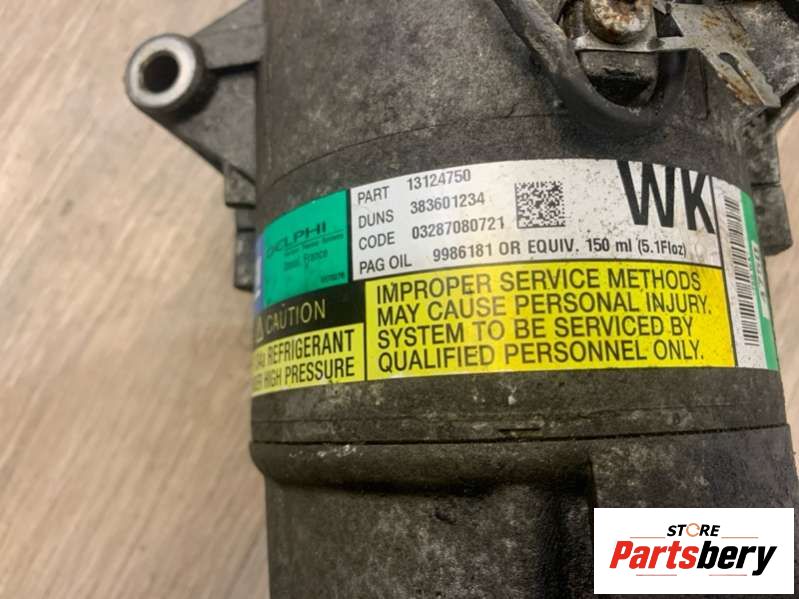 PART 13124750
DUNS 383601234
CODE 03287080721
PAG OIL 9986181 OR EQUIV. 150 ml (5.1Floz)
WK
DELPHI
France
CAUTION
REFRIGERANT
HIGH PRESSURE
IMPROPER SERVICE METHODS
MAY CAUSE PERSONAL INJURY.
SYSTEM TO BE SERVICED BY
QUALIFIED PERSONNEL ONLY.
STORE
Partsbery